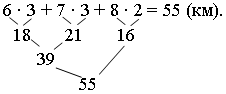 6 · 3 + 7 · 3 + 8 · 2 = 55 (км).
18 21 16
39
55